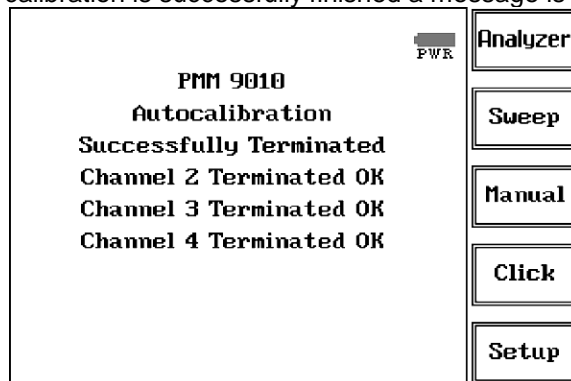 calibration is successfully finished a message is
PWR
PMM 9010
Autocalibration
Successfully Terminated
Channel 2 Terminated OK
Channel 3 Terminated OK
Channel 4 Terminated OK
Analyzer
Sweep
Manual
Click
Setup